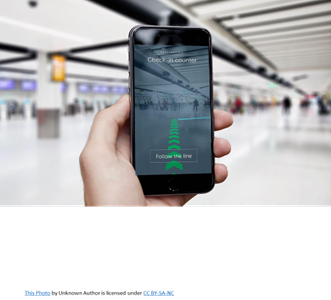 Check-in counter
Follow the line
This Photo by Unknown Author is licensed under CC BY-SA-NC